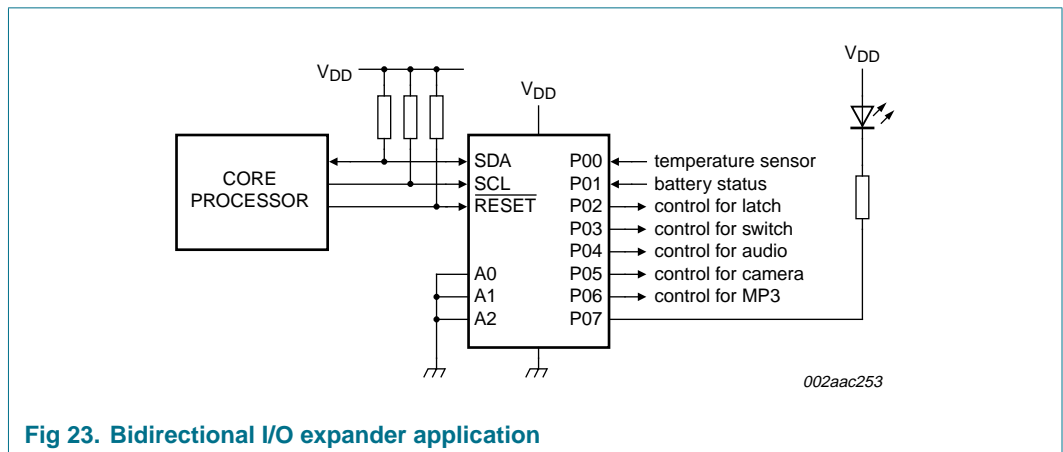 VDD
VDD
VDD
CORE
PROCESSOR
SDA
SCL
RESET
A0
A1
A2
P00
P01
P02
P03
P04
P05
P06
P07
temperature sensor
battery status
control for latch
control for switch
control for audio
control for camera
control for MP3
002aac253
Fig 23. Bidirectional I/O expander application